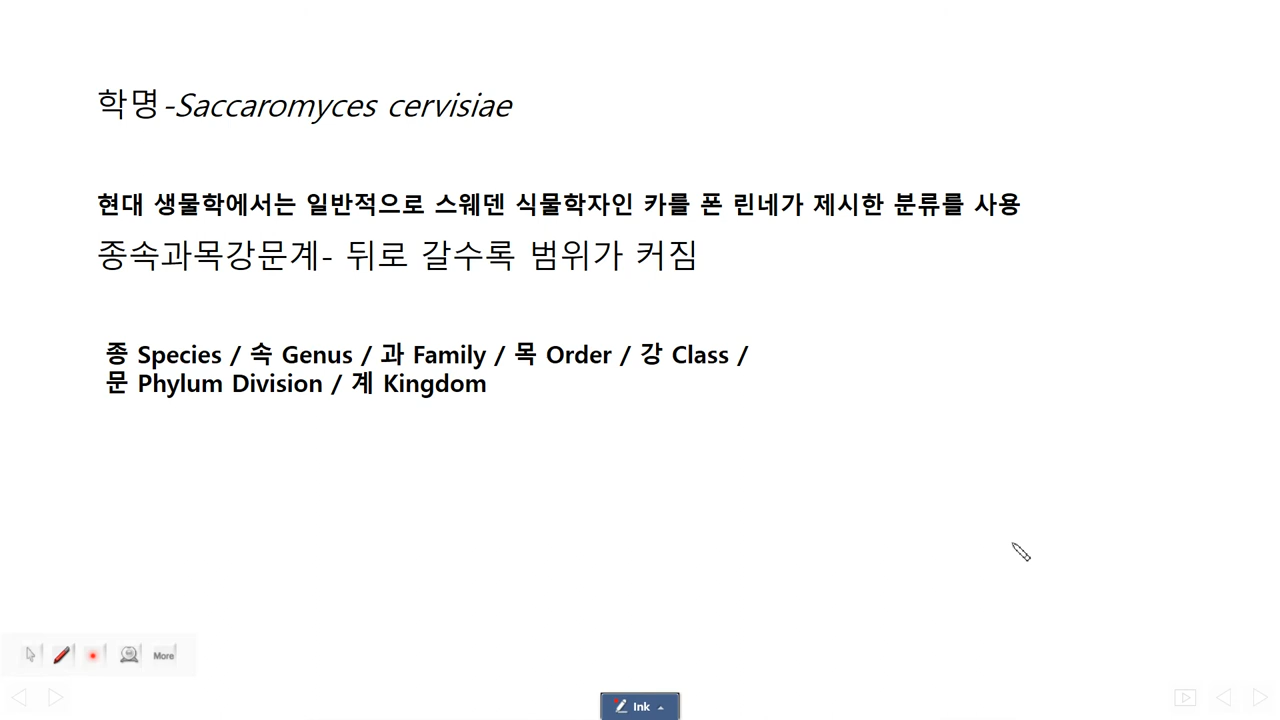 학명-Saccaromyces cervisiae
현대 생물학에서는 일반적으로 스웨덴 식물학자인 카를 폰 린네가 제시한 분류를 사용
종속과목강문계- 뒤로 갈수록 범위가 커짐
종 Species / 속 Genus / 과 Family / 목 Order / 강 Class /
문 Phylum Division / 계 Kingdom
More
Ink